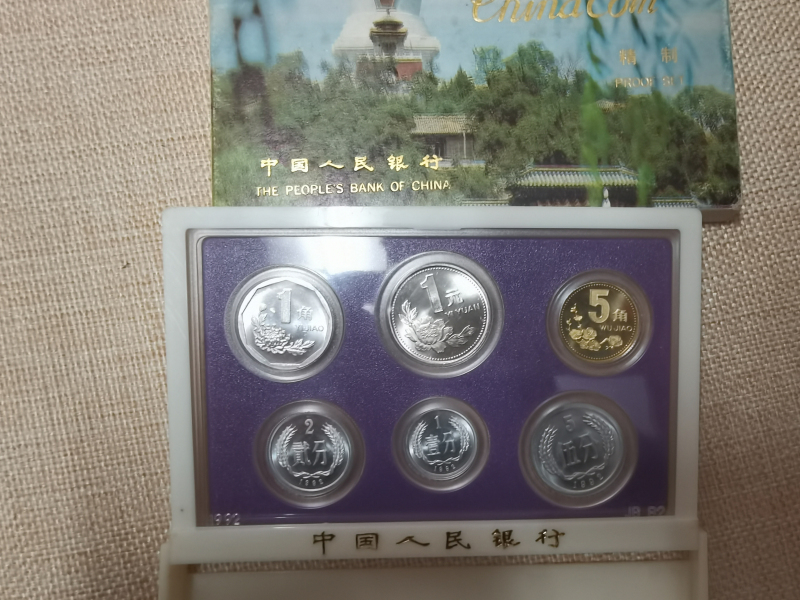 China Coin
精制
PROOF SET
中国人民银行
THE PEOPLE'S BANK OF CHINA
1角
YI JIAO
1元
YI YUAN
5角
WU JIAO
2
贰分
1
壹分
5
伍分
1992
中国人民银行